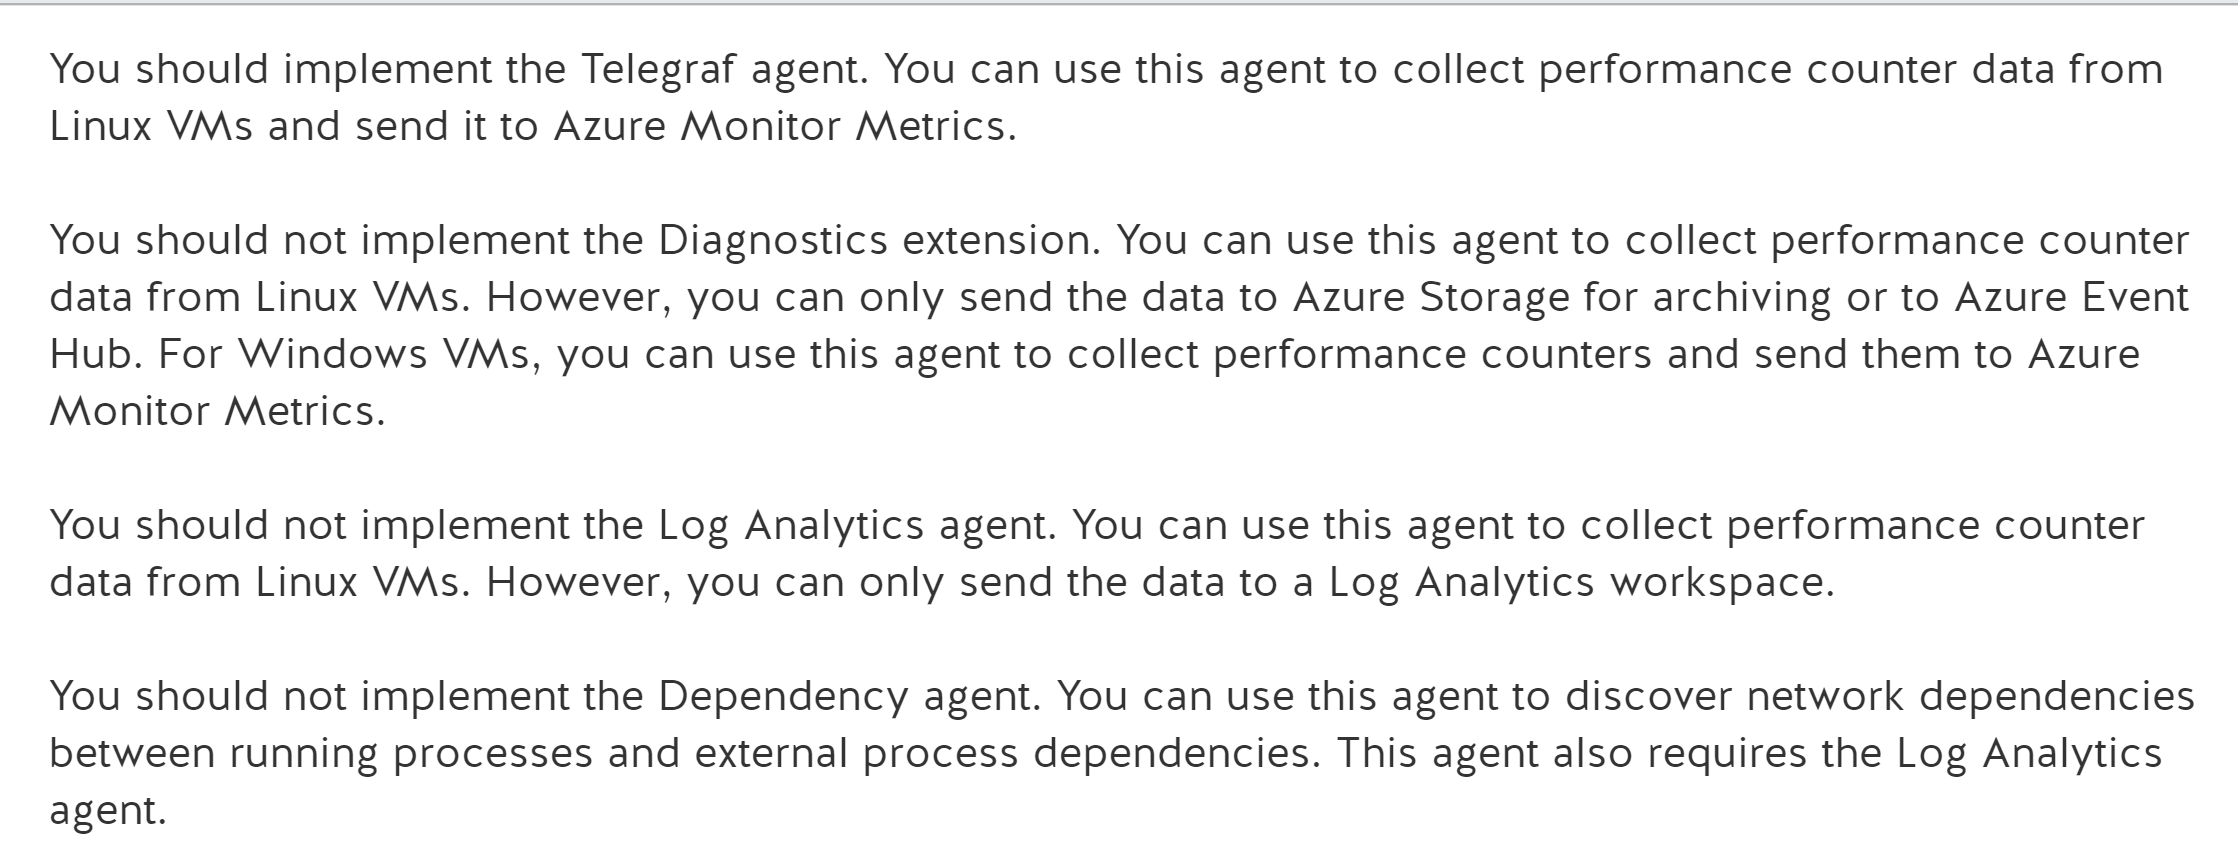 You should implement the Telegraf agent. You can use this agent to collect performance counter data from
Linux VMs and send it to Azure Monitor Metrics.
You should not implement the Diagnostics extension. You can use this agent to collect performance counter
data from Linux VMs. However, you can only send the data to Azure Storage for archiving or to Azure Event
Hub. For Windows VMs, you can use this agent to collect performance counters and send them to Azure
Monitor Metrics.
You should not implement the Log Analytics agent. You can use this agent to collect performance counter
data from Linux VMs. However, you can only send the data to a Log Analytics workspace.
You should not implement the Dependency agent. You can use this agent to discover network dependencies
between running processes and external process dependencies. This agent also requires the Log Analytics
agent.